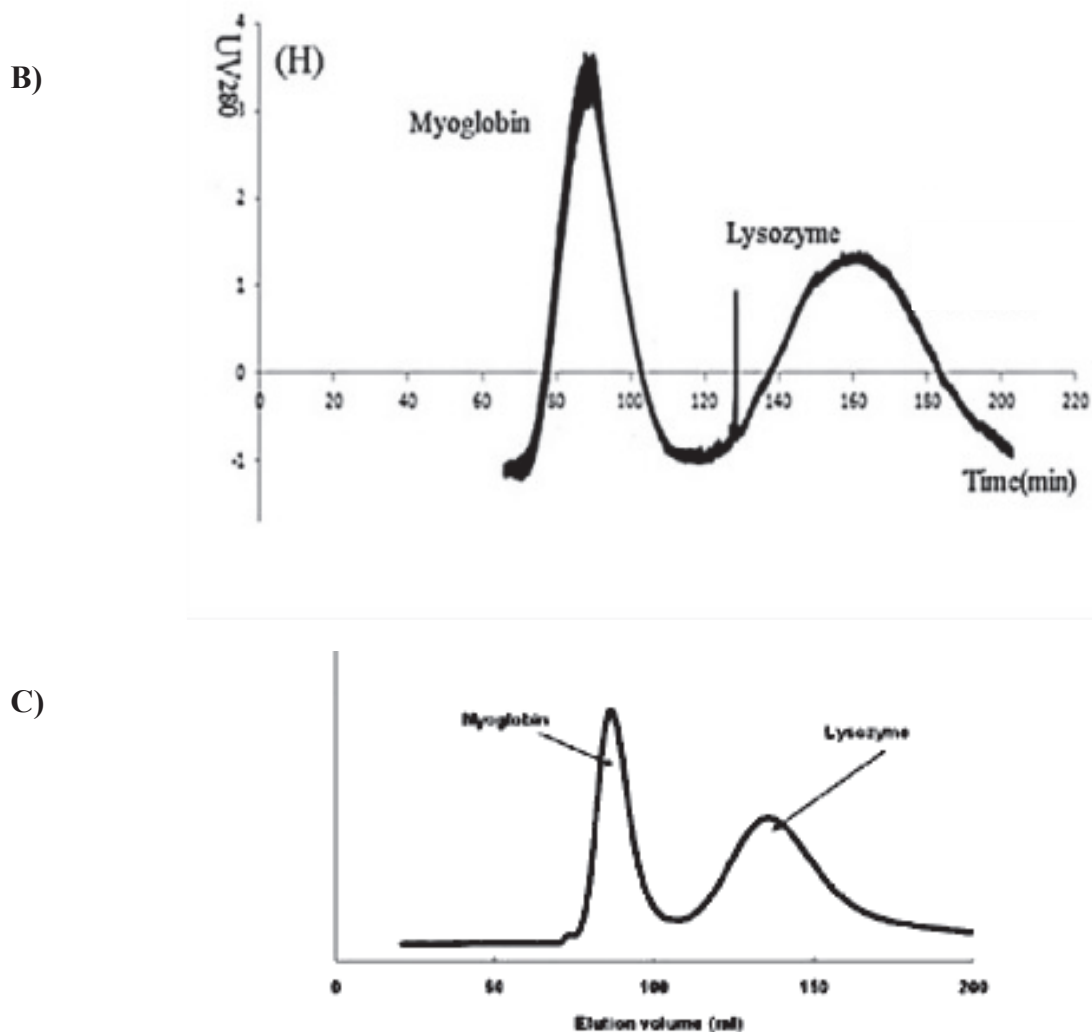 B)
UV280
(H)
4
3
2
1
0
-1
Myoglobin
Lysozyme
0 20 40 60 80 100 120 140 160 180 200 220
Time(min)
C)
Myoglobin
Lysozyme
0 50 100 150 200
Elution volume (ml)